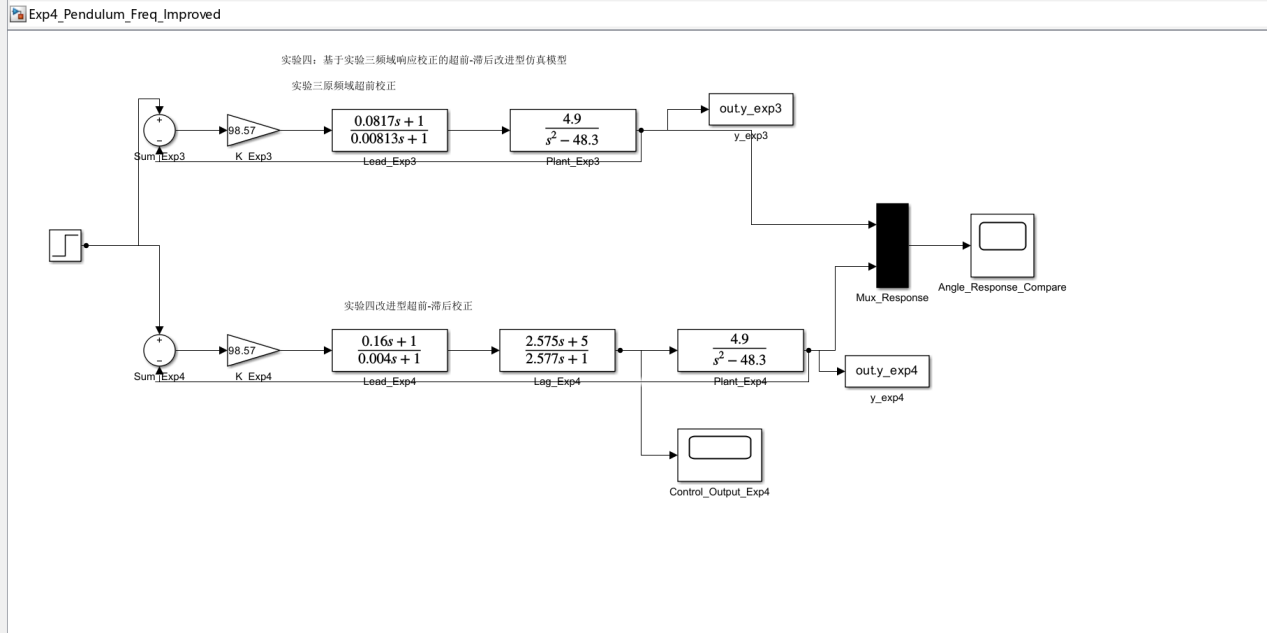 Exp4_Pendulum_Freq_Improved
实验四：基于实验三频域响应校正的超前-滞后改进型仿真模型
实验三原频域超前校正
+
−
Sum_Exp3
98.57
K_Exp3
0.0817s + 1
0.00813s + 1
Lead_Exp3
4.9
s² − 48.3
Plant_Exp3
out.y_exp3
y_exp3
Mux_Response
Angle_Response_Compare
实验四改进型超前-滞后校正
+
−
Sum_Exp4
98.57
K_Exp4
0.16s + 1
0.004s + 1
Lead_Exp4
2.575s + 5
2.577s + 1
Lag_Exp4
4.9
s² − 48.3
Plant_Exp4
out.y_exp4
y_exp4
Control_Output_Exp4